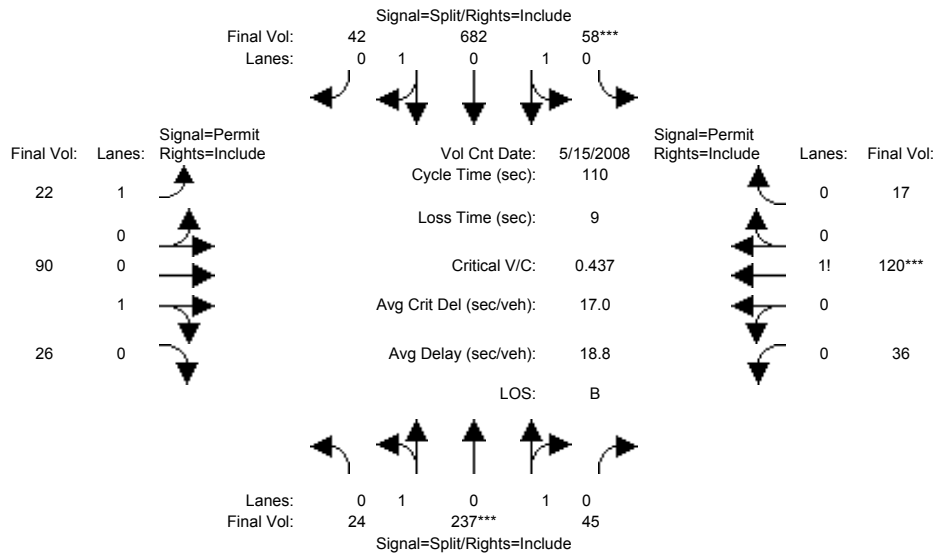 Signal=Split/Rights=Include
Final Vol: 42 682 58***
Lanes: 0 1 0 1 0
Signal=Permit Signal=Permit
Final Vol: Lanes: Rights=Include Vol Cnt Date: 5/15/2008 Rights=Include Lanes: Final Vol:
Cycle Time (sec): 110
22 1 0 17
Loss Time (sec): 9
0 0
90 0 Critical V/C: 0.437 1! 120***
1 Avg Crit Del (sec/veh): 17.0 0
26 0 Avg Delay (sec/veh): 18.8 0 36
LOS: B
Lanes: 0 1 0 1 0
Final Vol: 24 237*** 45
Signal=Split/Rights=Include